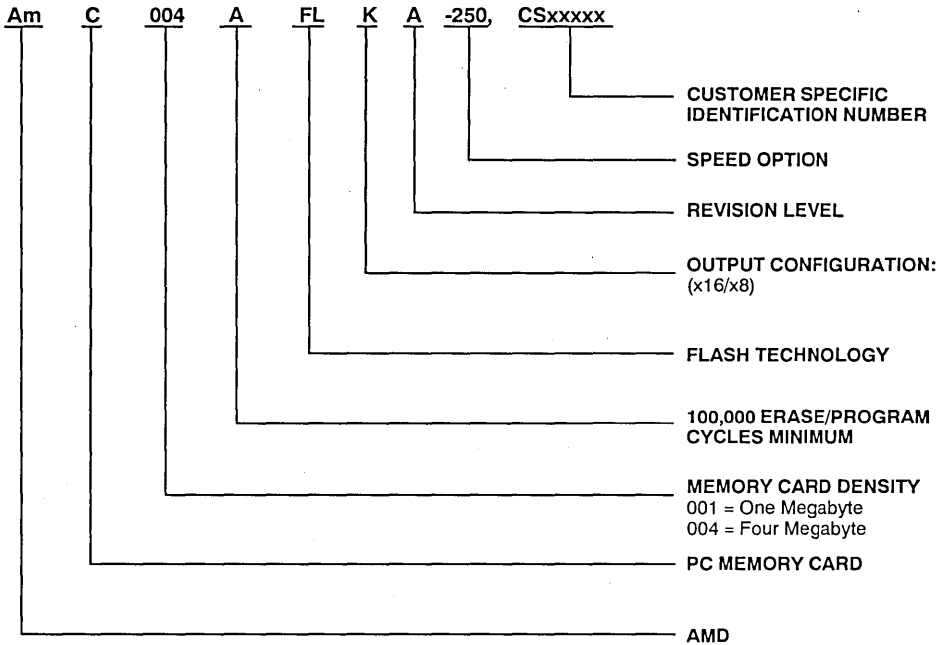 Am C 004 A FL K A -250, CSxxxxx
CUSTOMER SPECIFIC
IDENTIFICATION NUMBER
SPEED OPTION
REVISION LEVEL
OUTPUT CONFIGURATION:
(x16/x8)
FLASH TECHNOLOGY
100,000 ERASE/PROGRAM
CYCLES MINIMUM
MEMORY CARD DENSITY
001 = One Megabyte
004 = Four Megabyte
PC MEMORY CARD
AMD